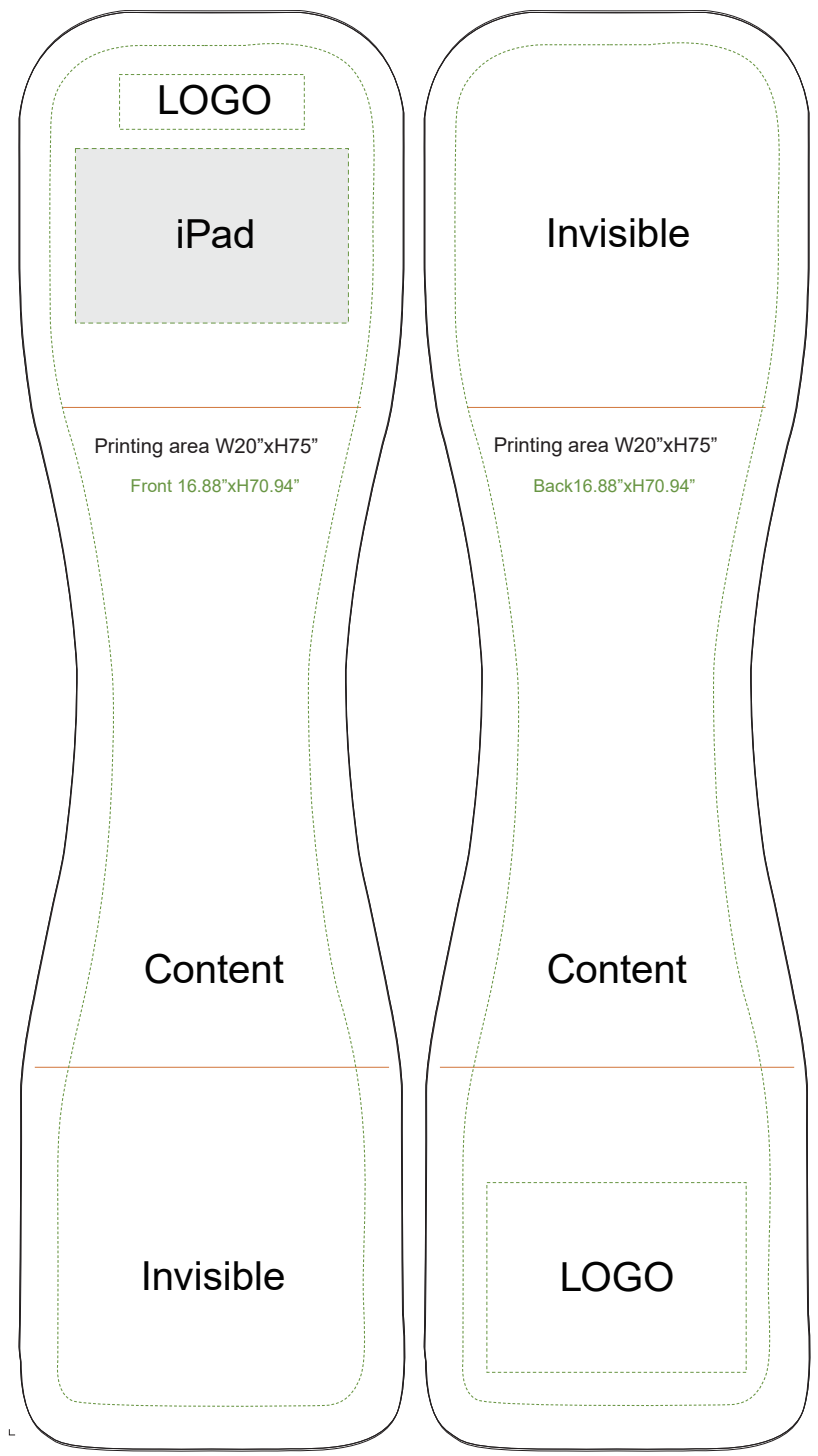 LOGO
iPad
Printing area W20”xH75”
Front 16.88”xH70.94”
Content
Invisible
Invisible
Printing area W20”xH75”
Back16.88”xH70.94”
Content
LOGO